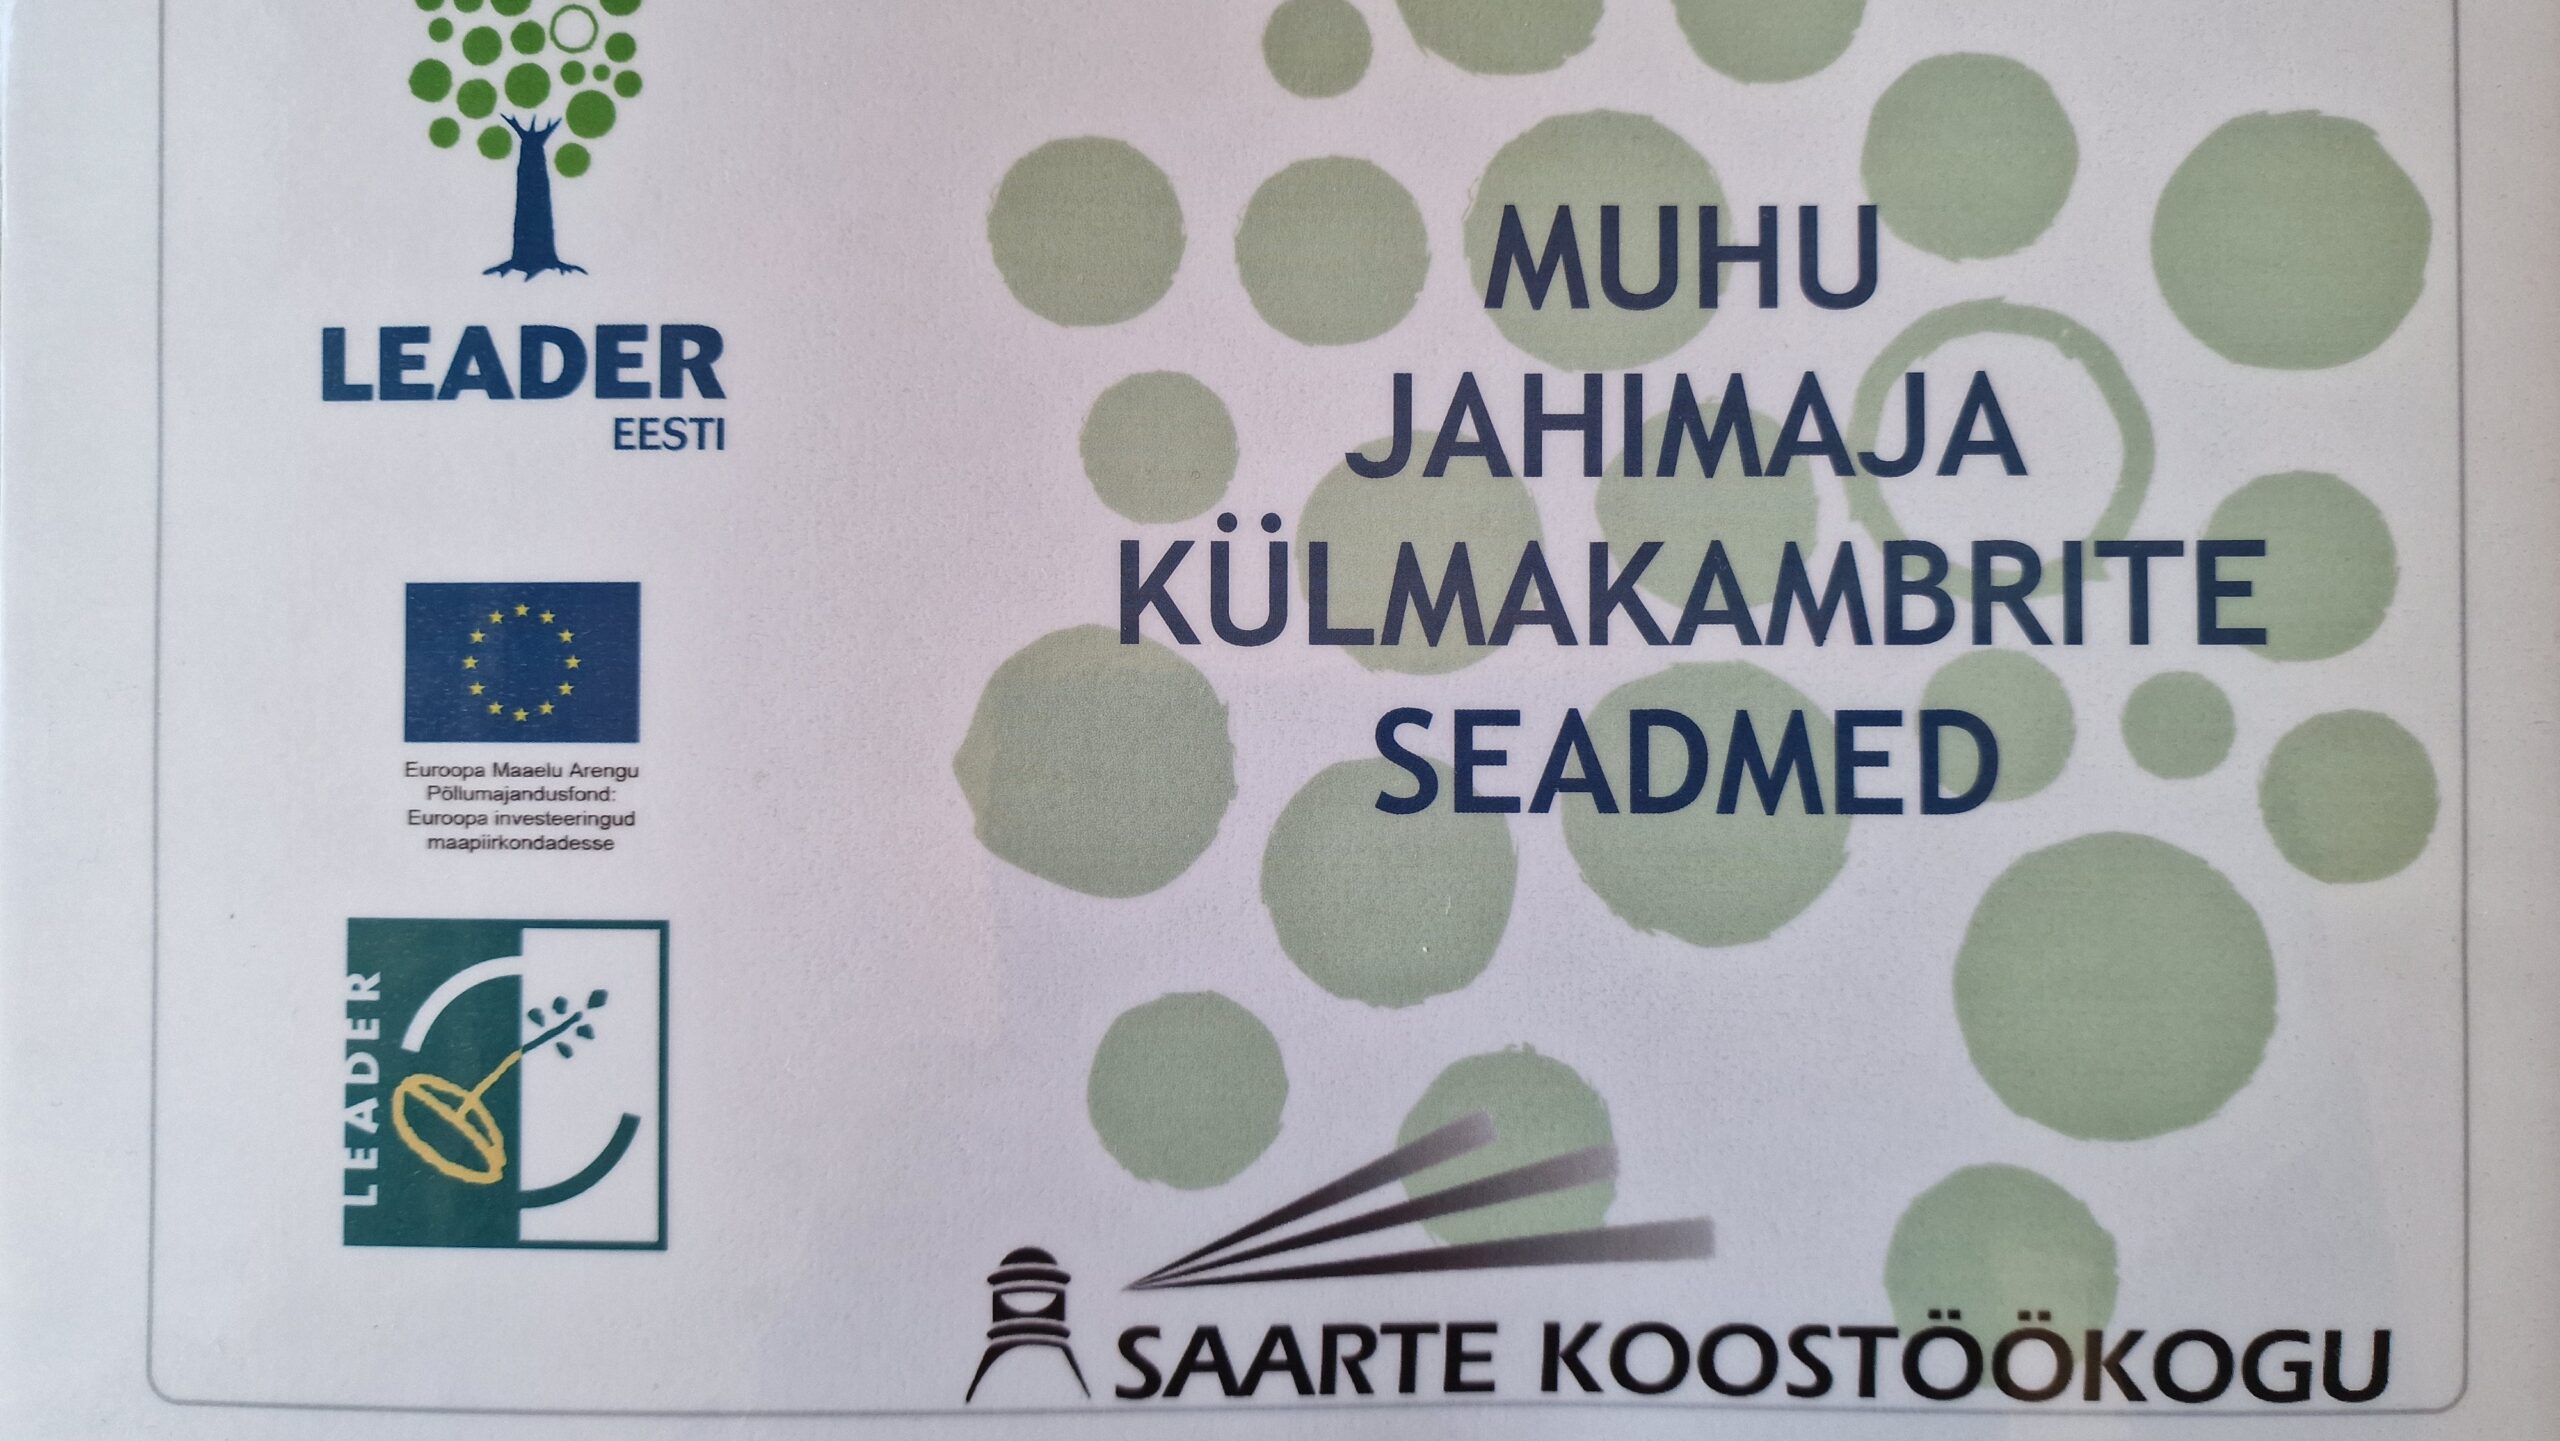 LEADER
EESTI
MUHU
JAHIMAJA
KÜLMAKAMBRITE
SEADMED
Euroopa Maaelu Arengu
Põllumajandusfond:
Euroopa investeeringud
maapiirkondadesse
LEADER
SAARTE KOOSTÖÖKOGU